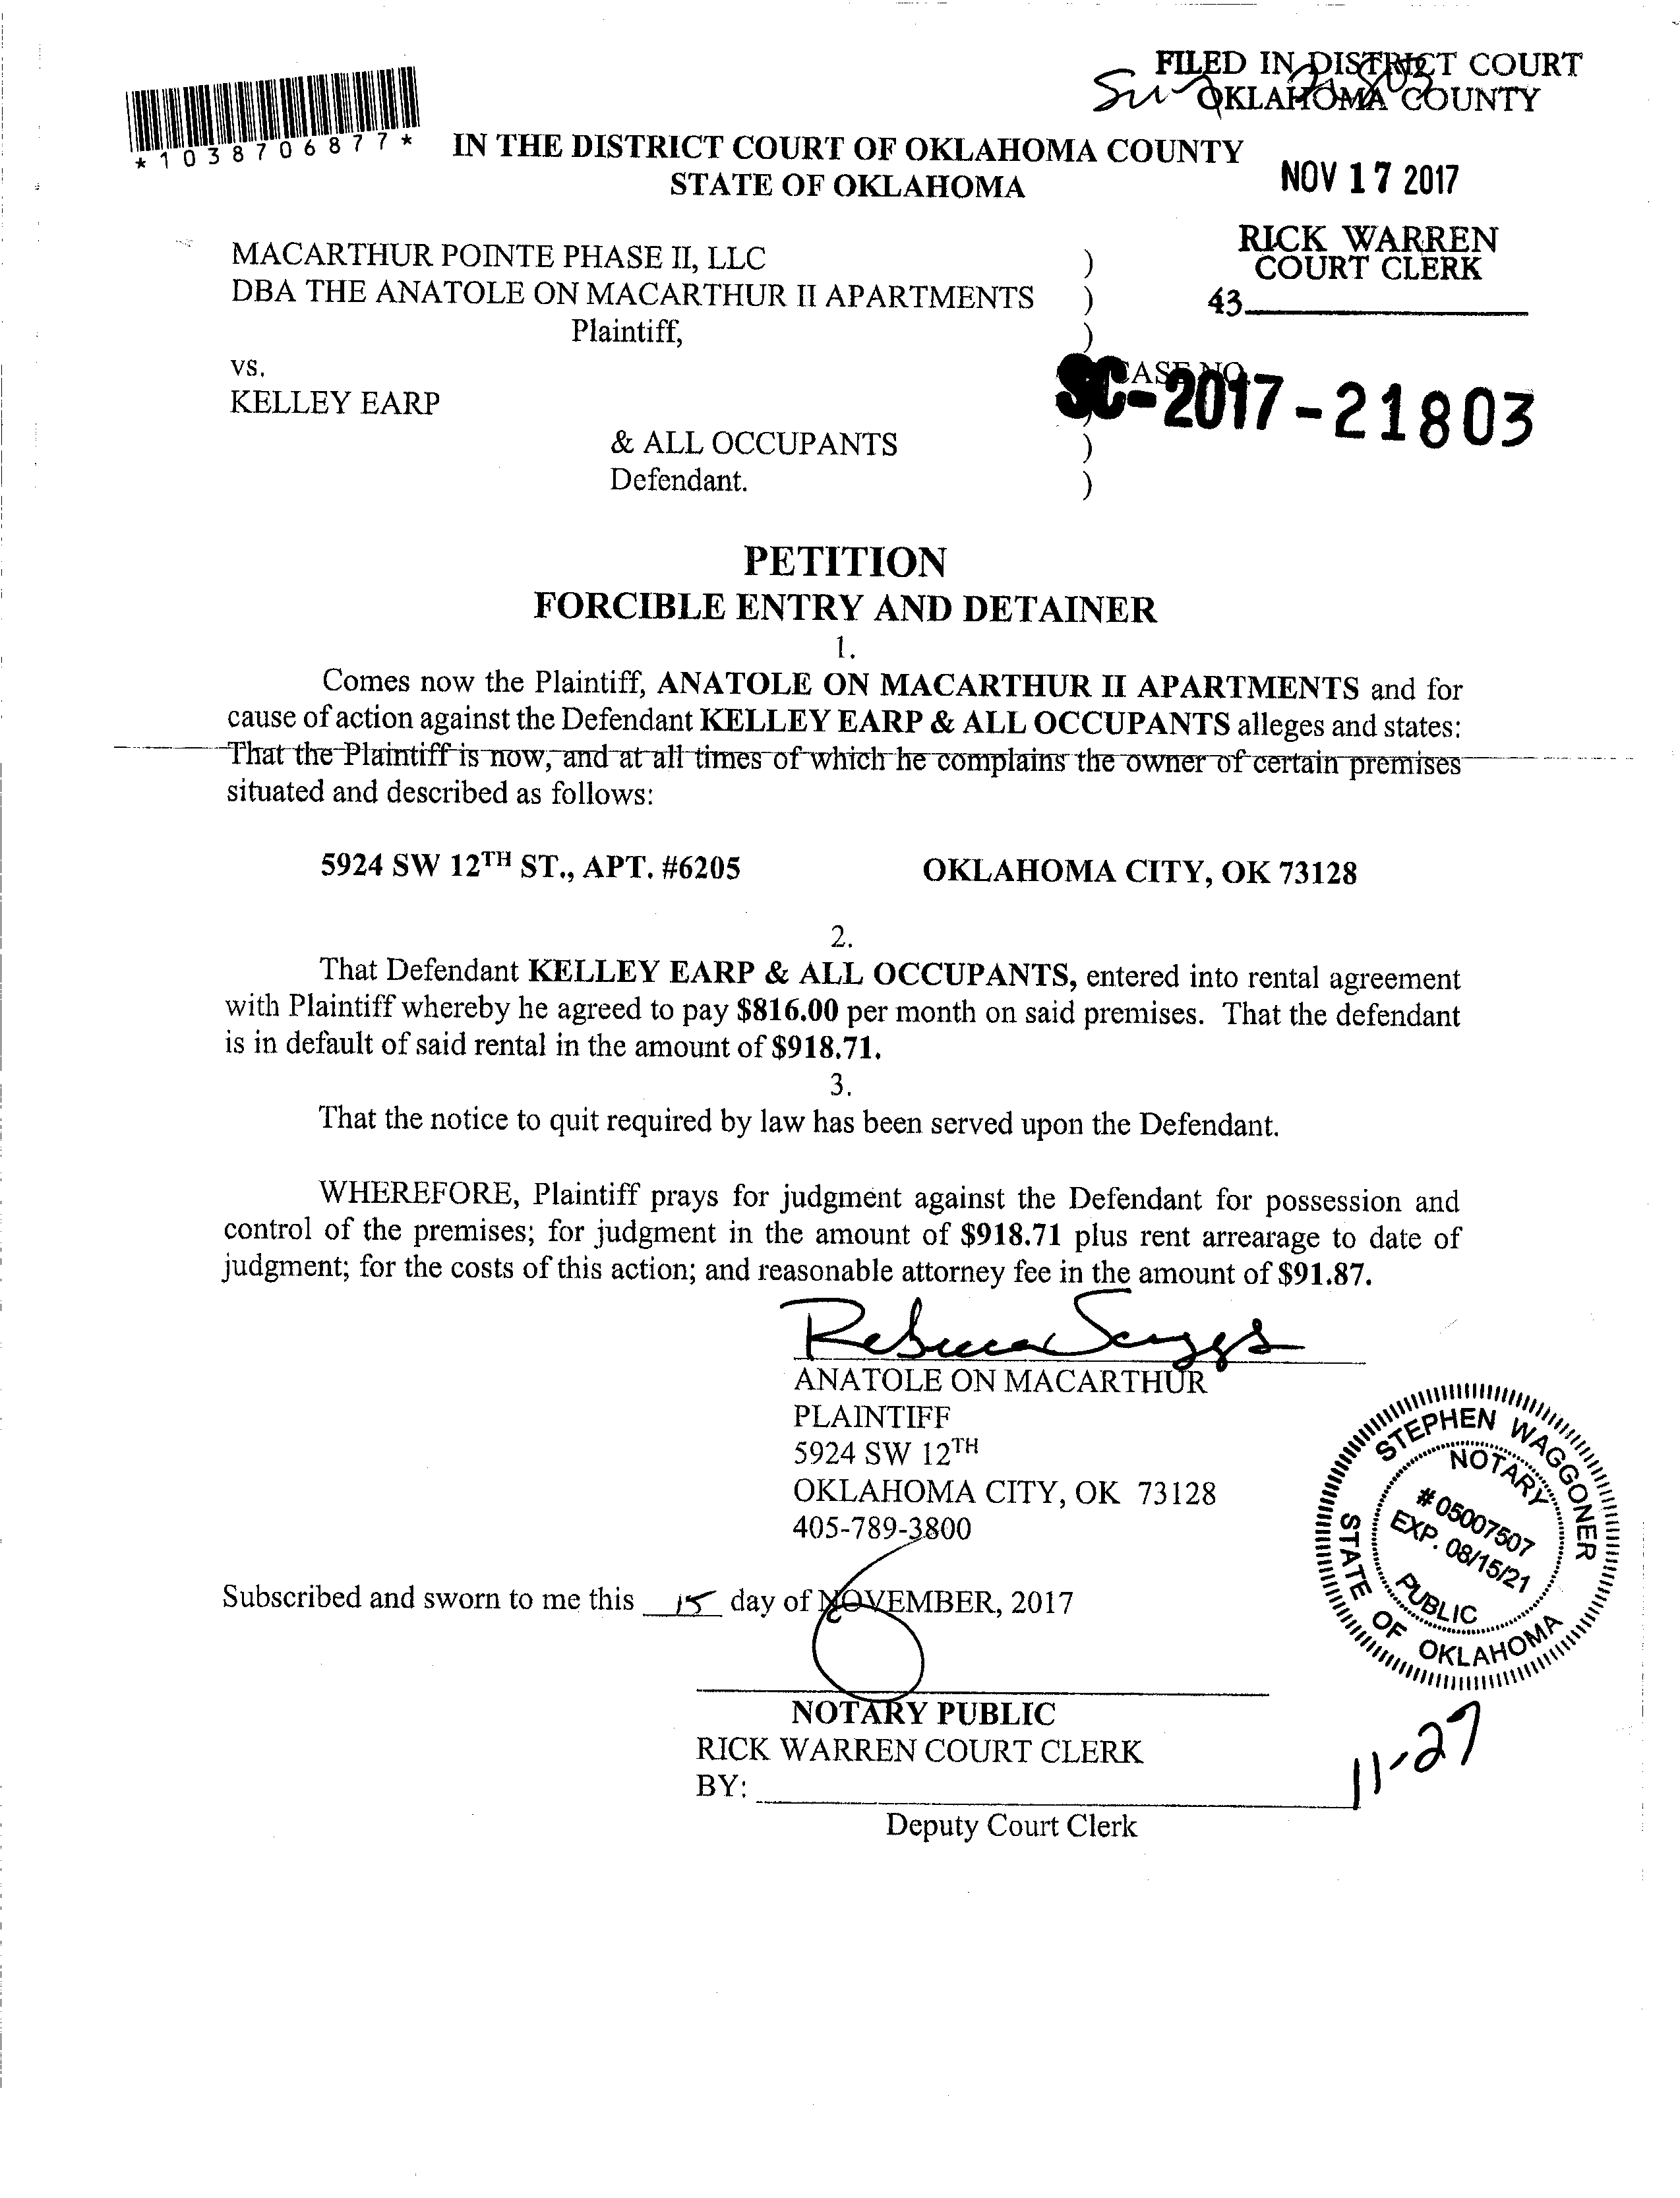 FILED IN DISTRICT COURT
OKLAHOMA COUNTY
*1038706877*
IN THE DISTRICT COURT OF OKLAHOMA COUNTY
STATE OF OKLAHOMA
NOV 17 2017
RICK WARREN
COURT CLERK
43
MACARTHUR POINTE PHASE II, LLC )
DBA THE ANATOLE ON MACARTHUR II APARTMENTS )
Plaintiff, )
vs. CASE NO.
SC-2017-21803
KELLEY EARP )
& ALL OCCUPANTS )
Defendant. )
PETITION
FORCIBLE ENTRY AND DETAINER
1.
Comes now the Plaintiff, ANATOLE ON MACARTHUR II APARTMENTS and for
cause of action against the Defendant KELLEY EARP & ALL OCCUPANTS alleges and states:
That the Plaintiff is now, and at all times of which he complains the owner of certain premises
situated and described as follows:
5924 SW 12TH ST., APT. #6205 OKLAHOMA CITY, OK 73128
2.
That Defendant KELLEY EARP & ALL OCCUPANTS, entered into rental agreement
with Plaintiff whereby he agreed to pay $816.00 per month on said premises. That the defendant
is in default of said rental in the amount of $918.71.
3.
That the notice to quit required by law has been served upon the Defendant.
WHEREFORE, Plaintiff prays for judgment against the Defendant for possession and
control of the premises; for judgment in the amount of $918.71 plus rent arrearage to date of
judgment; for the costs of this action; and reasonable attorney fee in the amount of $91.87.
ANATOLE ON MACARTHUR
PLAINTIFF
5924 SW 12TH
OKLAHOMA CITY, OK 73128
405-789-3800
STEPHEN WAGGONER
NOTARY
# 05007507
EXP. 08/15/21
PUBLIC
STATE OF OKLAHOMA
Subscribed and sworn to me this 15 day of NOVEMBER, 2017
NOTARY PUBLIC
RICK WARREN COURT CLERK
BY:
11-27
Deputy Court Clerk